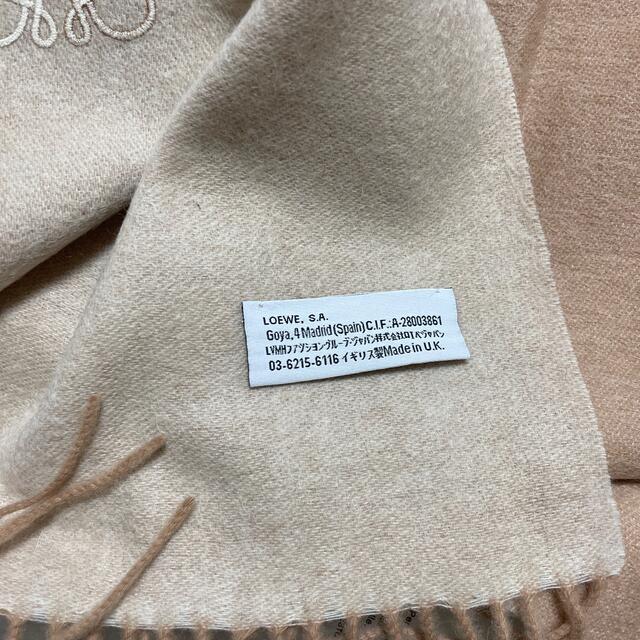 LOEWE, S.A.
Goya,4 Madrid(Spain)C.I.F.:A-28003861
LVMHファッショングループ・ジャパン株式会社ロエベジャパン
03-6215-6116 イギリス製Made in U.K.